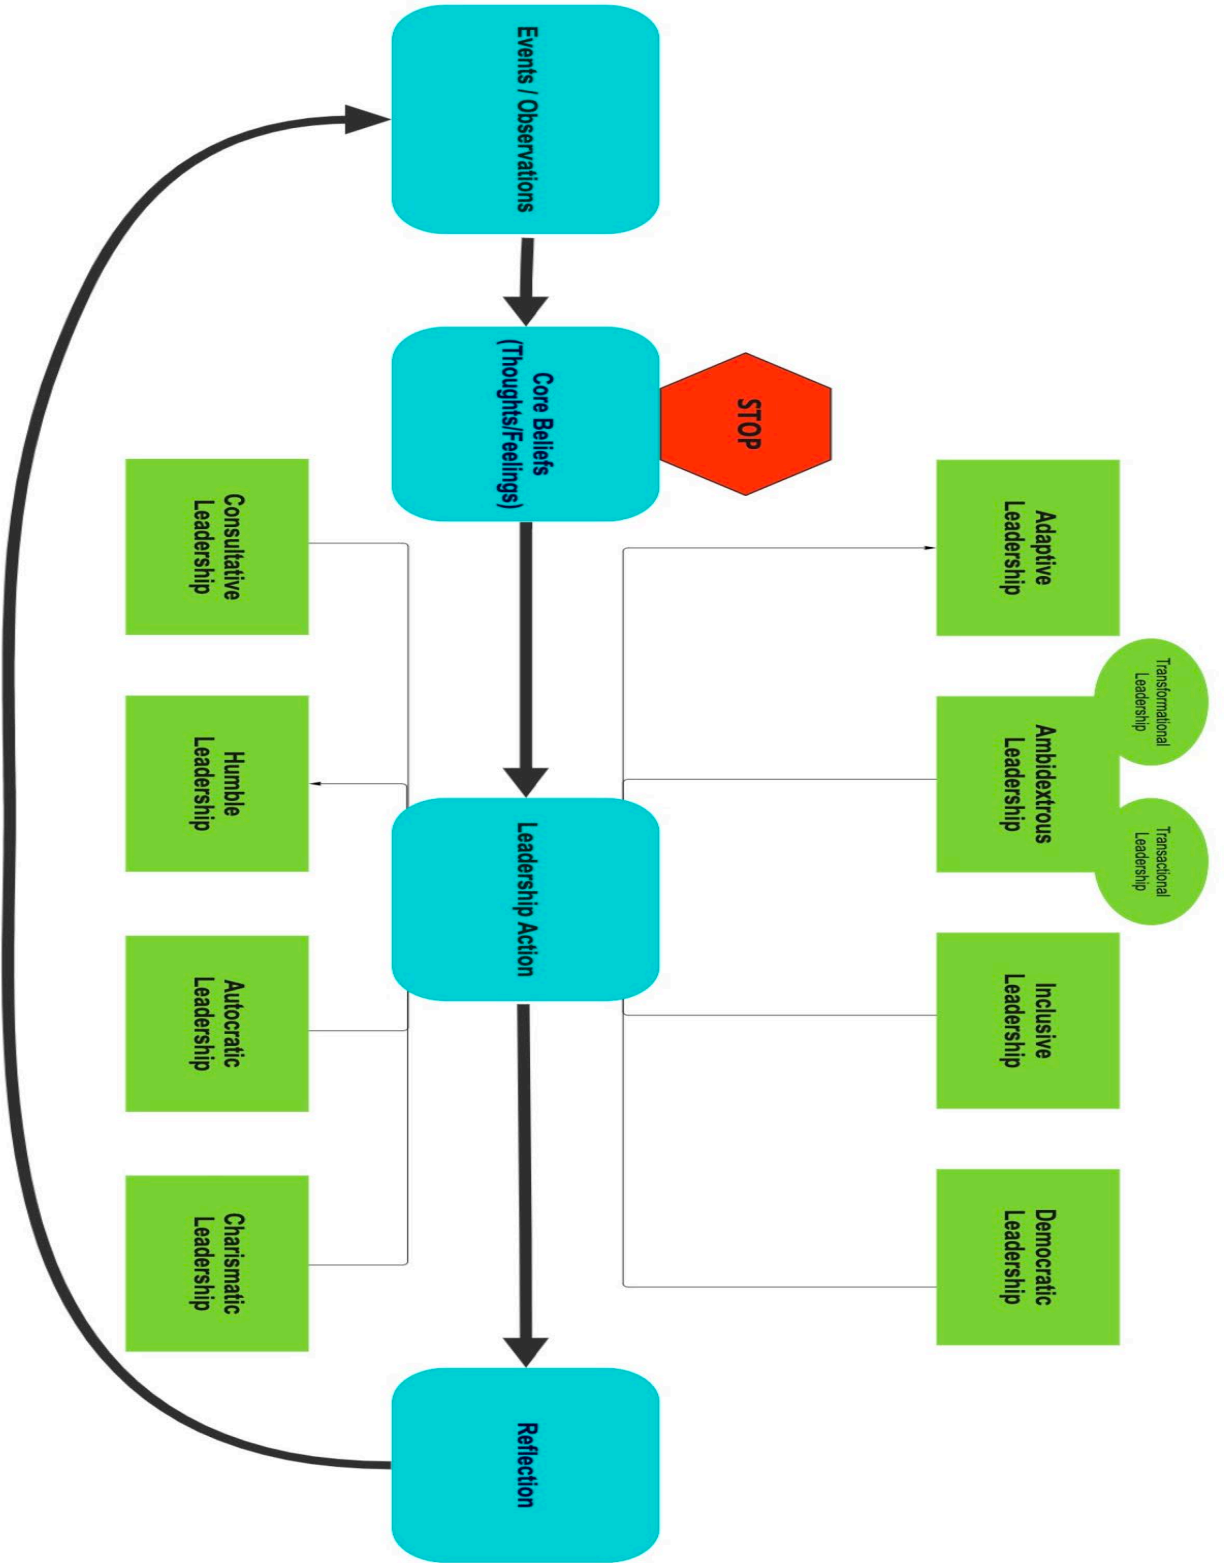 Transformational
Leadership
Transactional
Leadership
Adaptive
Leadership
Ambidextrous
Leadership
Inclusive
Leadership
Democratic
Leadership
STOP
Events / Observations
Core Beliefs
(Thoughts/Feelings)
Leadership Action
Reflection
Consultative
Leadership
Humble
Leadership
Autocratic
Leadership
Charismatic
Leadership